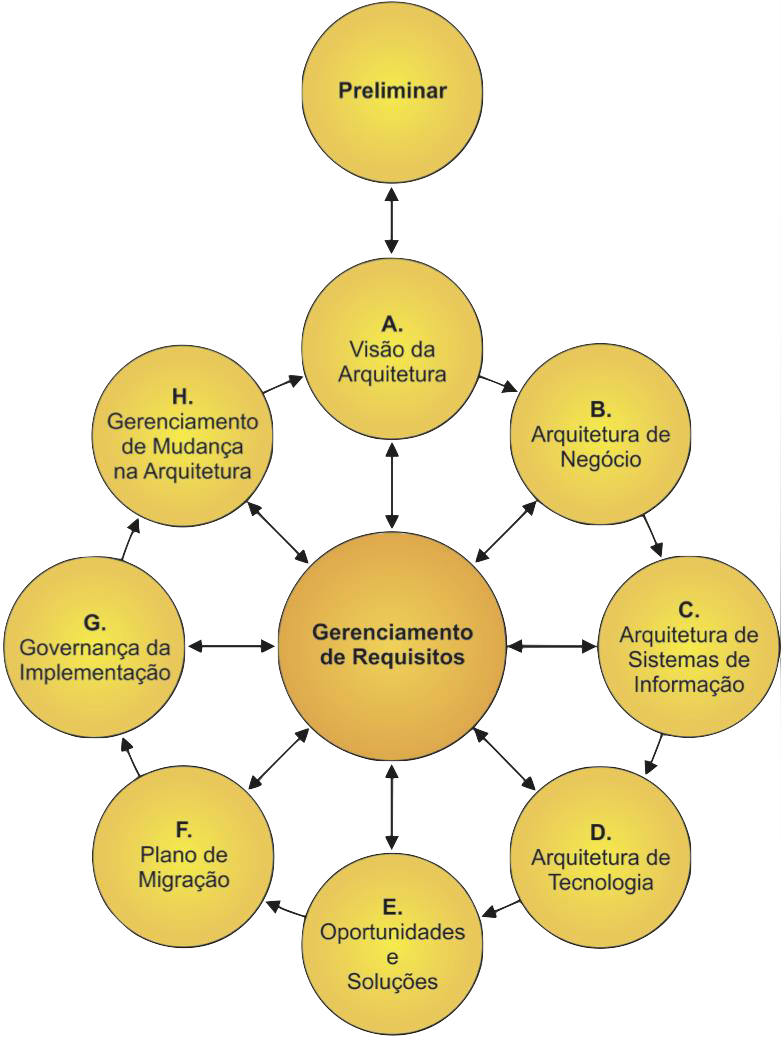 Preliminar
A.
Visão da
Arquitetura
B.
Arquitetura de
Negócio
C.
Arquitetura de
Sistemas de
Informação
D.
Arquitetura de
Tecnologia
E.
Oportunidades
e
Soluções
F.
Plano de
Migração
G.
Governança da
Implementação
H.
Gerenciamento
de Mudança
na Arquitetura
Gerenciamento
de Requisitos